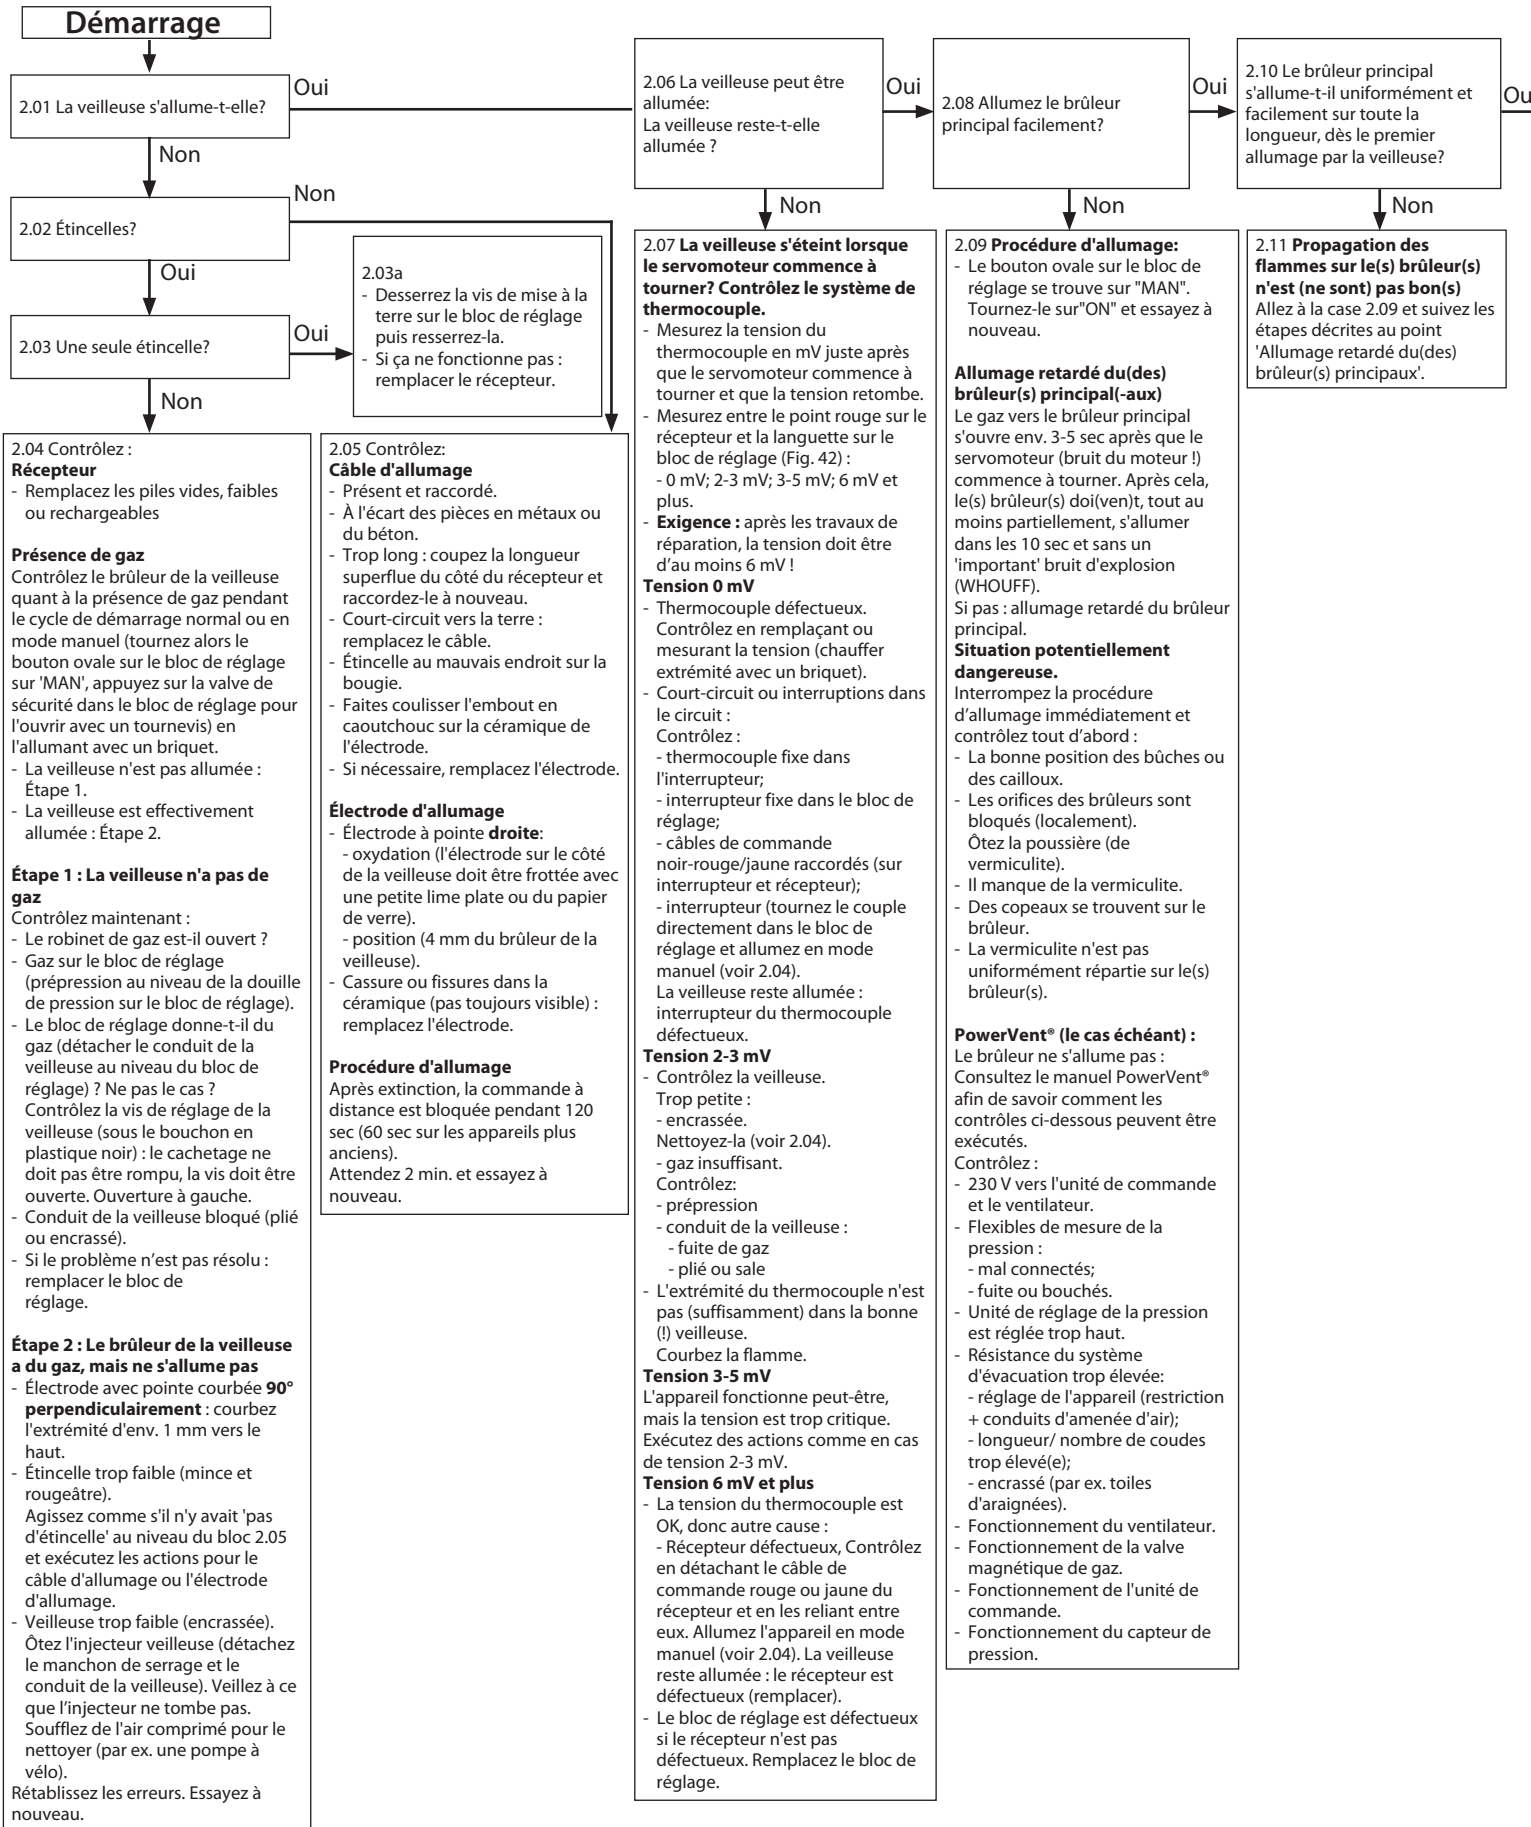 Démarrage
2.01 La veilleuse s'allume-t-elle?
Oui
Non
2.02 Étincelles?
Non
Oui
2.03 Une seule étincelle?
Oui
Non
2.03a
- Desserrez la vis de mise à la
terre sur le bloc de réglage
puis resserrez-la.
- Si ça ne fonctionne pas :
remplacer le récepteur.
2.04 Contrôlez :
Récepteur
- Remplacez les piles vides, faibles
ou rechargeables
Présence de gaz
Contrôlez le brûleur de la veilleuse
quant à la présence de gaz pendant
le cycle de démarrage normal ou en
mode manuel (tournez alors le
bouton ovale sur le bloc de réglage
sur 'MAN', appuyez sur la valve de
sécurité dans le bloc de réglage pour
l'ouvrir avec un tournevis) en
l'allumant avec un briquet.
- La veilleuse n'est pas allumée :
Étape 1.
- La veilleuse est effectivement
allumée : Étape 2.
Étape 1 : La veilleuse n'a pas de
gaz
Contrôlez maintenant :
- Le robinet de gaz est-il ouvert ?
- Gaz sur le bloc de réglage
(prépression au niveau de la douille
de pression sur le bloc de réglage).
- Le bloc de réglage donne-t-il du
gaz (détacher le conduit de la
veilleuse au niveau du bloc de
réglage) ? Ne pas le cas ?
Contrôlez la vis de réglage de la
veilleuse (sous le bouchon en
plastique noir) : le cachetage ne
doit pas être rompu, la vis doit être
ouverte. Ouverture à gauche.
- Conduit de la veilleuse bloqué (plié
ou encrassé).
- Si le problème n’est pas résolu :
remplacer le bloc de
réglage.
Étape 2 : Le brûleur de la veilleuse
a du gaz, mais ne s'allume pas
- Électrode avec pointe courbée 90°
perpendiculairement : courbez
l'extrémité d'env. 1 mm vers le
haut.
- Étincelle trop faible (mince et
rougeâtre).
Agissez comme s'il n'y avait 'pas
d'étincelle' au niveau du bloc 2.05
et exécutez les actions pour le
câble d'allumage ou l'électrode
d'allumage.
- Veilleuse trop faible (encrassée).
Ôtez l'injecteur veilleuse (détachez
le manchon de serrage et le
conduit de la veilleuse). Veillez à ce
que l’injecteur ne tombe pas.
Soufflez de l'air comprimé pour le
nettoyer (par ex. une pompe à
vélo).
Rétablissez les erreurs. Essayez à
nouveau.
2.05 Contrôlez:
Câble d'allumage
- Présent et raccordé.
- À l'écart des pièces en métaux ou
du béton.
- Trop long : coupez la longueur
superflue du côté du récepteur et
raccordez-le à nouveau.
- Court-circuit vers la terre :
remplacez le câble.
- Étincelle au mauvais endroit sur la
bougie.
- Faites coulisser l'embout en
caoutchouc sur la céramique de
l'électrode.
- Si nécessaire, remplacez l'électrode.
Électrode d'allumage
- Électrode à pointe droite:
- oxydation (l'électrode sur le côté
de la veilleuse doit être frottée avec
une petite lime plate ou du papier
de verre).
- position (4 mm du brûleur de la
veilleuse).
- Cassure ou fissures dans la
céramique (pas toujours visible) :
remplacez l'électrode.
Procédure d'allumage
Après extinction, la commande à
distance est bloquée pendant 120
sec (60 sec sur les appareils plus
anciens).
Attendez 2 min. et essayez à
nouveau.
2.06 La veilleuse peut être
allumée:
La veilleuse reste-t-elle
allumée ?
Oui
Non
2.07 La veilleuse s'éteint lorsque
le servomoteur commence à
tourner? Contrôlez le système de
thermocouple.
- Mesurez la tension du
thermocouple en mV juste après
que le servomoteur commence à
tourner et que la tension retombe.
- Mesurez entre le point rouge sur le
récepteur et la languette sur le
bloc de réglage (Fig. 42) :
- 0 mV; 2-3 mV; 3-5 mV; 6 mV et
plus.
- Exigence : après les travaux de
réparation, la tension doit être
d’au moins 6 mV !
Tension 0 mV
- Thermocouple défectueux.
Contrôlez en remplaçant ou
mesurant la tension (chauffer
extrémité avec un briquet).
- Court-circuit ou interruptions dans
le circuit :
Contrôlez :
- thermocouple fixe dans
l'interrupteur;
- interrupteur fixe dans le bloc de
réglage;
- câbles de commande
noir-rouge/jaune raccordés (sur
interrupteur et récepteur);
- interrupteur (tournez le couple
directement dans le bloc de
réglage et allumez en mode
manuel (voir 2.04).
La veilleuse reste allumée :
interrupteur du thermocouple
défectueux.
Tension 2-3 mV
- Contrôlez la veilleuse.
Trop petite :
- encrassée.
Nettoyez-la (voir 2.04).
- gaz insuffisant.
Contrôlez:
- prépression
- conduit de la veilleuse :
- fuite de gaz
- plié ou sale
- L'extrémité du thermocouple n'est
pas (suffisamment) dans la bonne
(!) veilleuse.
Courbez la flamme.
Tension 3-5 mV
L'appareil fonctionne peut-être,
mais la tension est trop critique.
Exécutez des actions comme en cas
de tension 2-3 mV.
Tension 6 mV et plus
- La tension du thermocouple est
OK, donc autre cause :
- Récepteur défectueux, Contrôlez
en détachant le câble de
commande rouge ou jaune du
récepteur et en les reliant entre
eux. Allumez l'appareil en mode
manuel (voir 2.04). La veilleuse
reste allumée : le récepteur est
défectueux (remplacer).
- Le bloc de réglage est défectueux
si le récepteur n'est pas
défectueux. Remplacez le bloc de
réglage.
2.08 Allumez le brûleur
principal facilement?
Oui
Non
2.09 Procédure d'allumage:
- Le bouton ovale sur le bloc de
réglage se trouve sur "MAN".
Tournez-le sur"ON" et essayez à
nouveau.
Allumage retardé du(des)
brûleur(s) principal(-aux)
Le gaz vers le brûleur principal
s'ouvre env. 3-5 sec après que le
servomoteur (bruit du moteur !)
commence à tourner. Après cela,
le(s) brûleur(s) doi(ven)t, tout au
moins partiellement, s'allumer
dans les 10 sec et sans un
'important' bruit d'explosion
(WHOUFF).
Si pas : allumage retardé du brûleur
principal.
Situation potentiellement
dangereuse.
Interrompez la procédure
d’allumage immédiatement et
contrôlez tout d’abord :
- La bonne position des bûches ou
des cailloux.
- Les orifices des brûleurs sont
bloqués (localement).
Ôtez la poussière (de
vermiculite).
- Il manque de la vermiculite.
- Des copeaux se trouvent sur le
brûleur.
- La vermiculite n'est pas
uniformément répartie sur le(s)
brûleur(s).
PowerVent® (le cas échéant) :
Le brûleur ne s'allume pas :
Consultez le manuel PowerVent®
afin de savoir comment les
contrôles ci-dessous peuvent être
exécutés.
Contrôlez :
- 230 V vers l'unité de commande
et le ventilateur.
- Flexibles de mesure de la
pression :
- mal connectés;
- fuite ou bouchés.
- Unité de réglage de la pression
est réglée trop haut.
- Résistance du système
d'évacuation trop élevée:
- réglage de l'appareil (restriction
+ conduits d'amenée d'air);
- longueur/ nombre de coudes
trop élevé(e);
- encrassé (par ex. toiles
d'araignées).
- Fonctionnement du ventilateur.
- Fonctionnement de la valve
magnétique de gaz.
- Fonctionnement de l'unité de
commande.
- Fonctionnement du capteur de
pression.
2.10 Le brûleur principal
s'allume-t-il uniformément et
facilement sur toute la
longueur, dès le premier
allumage par la veilleuse?
Ou
Non
2.11 Propagation des
flammes sur le(s) brûleur(s)
n'est (ne sont) pas bon(s)
Allez à la case 2.09 et suivez les
étapes décrites au point
'Allumage retardé du(des)
brûleur(s) principaux'.